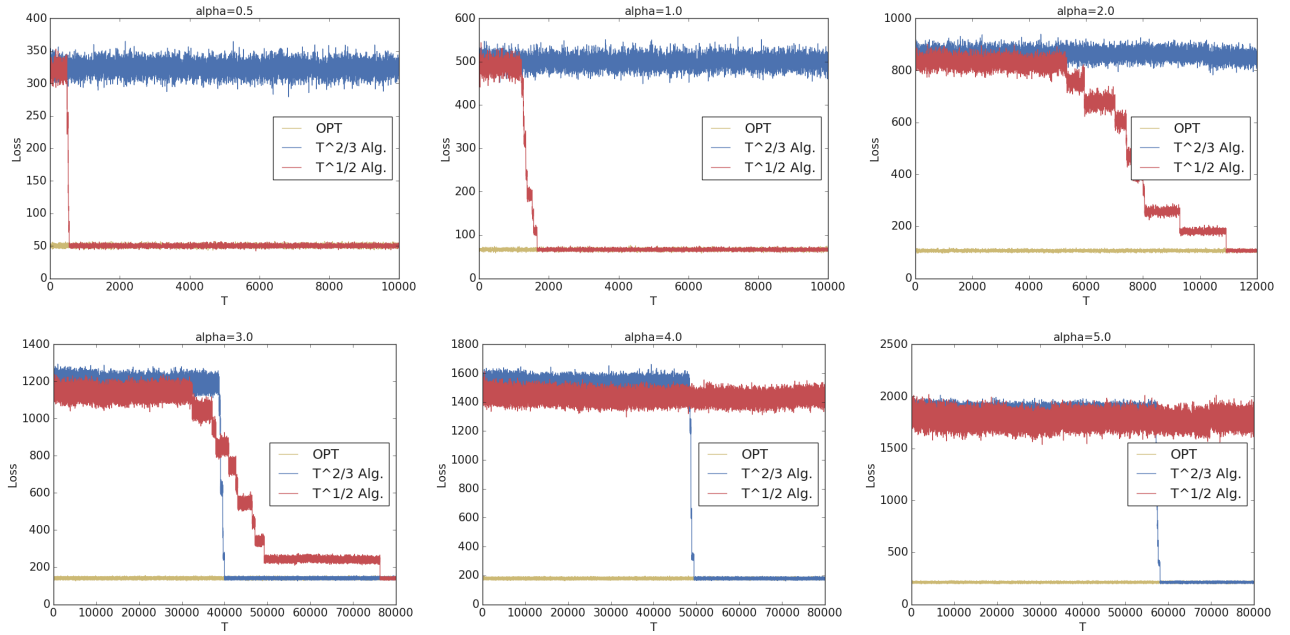 alpha=0.5
400
350
300
250
200
150
100
50
0
Loss
OPT
T^2/3 Alg.
T^1/2 Alg.
0 2000 4000 6000 8000 10000
T
alpha=1.0
600
500
400
300
200
100
0
Loss
OPT
T^2/3 Alg.
T^1/2 Alg.
0 2000 4000 6000 8000 10000
T
alpha=2.0
1000
800
600
400
200
0
Loss
OPT
T^2/3 Alg.
T^1/2 Alg.
0 2000 4000 6000 8000 10000 12000
T
alpha=3.0
1400
1200
1000
800
600
400
200
0
Loss
OPT
T^2/3 Alg.
T^1/2 Alg.
0 10000 20000 30000 40000 50000 60000 70000 80000
T
alpha=4.0
1800
1600
1400
1200
1000
800
600
400
200
0
Loss
OPT
T^2/3 Alg.
T^1/2 Alg.
0 10000 20000 30000 40000 50000 60000 70000 80000
T
alpha=5.0
2500
2000
1500
1000
500
0
Loss
OPT
T^2/3 Alg.
T^1/2 Alg.
0 10000 20000 30000 40000 50000 60000 70000 80000
T